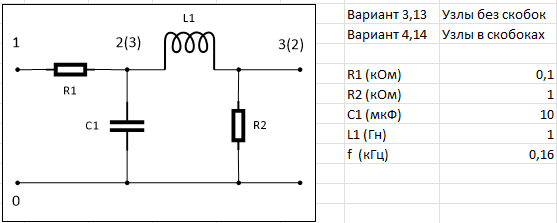 L1
1
2(3)
3(2)
R1
C1
R2
0
Вариант 3,13 Узлы без скобок
Вариант 4,14 Узлы в скобоках
R1 (кОм) 0,1
R2 (кОм) 1
C1 (мкФ) 10
L1 (Гн) 1
f (кГц) 0,16